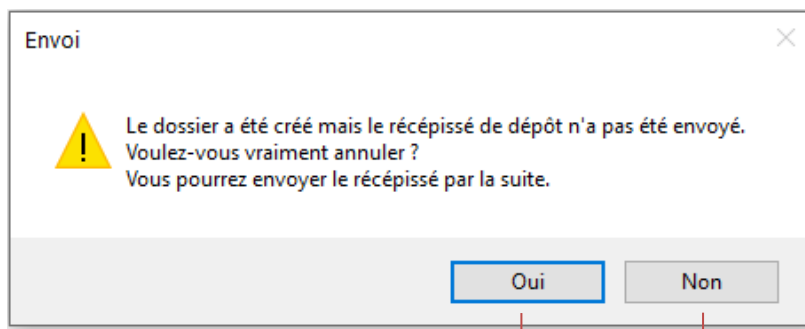 Envoi
Le dossier a été créé mais le récépissé de dépôt n'a pas été envoyé.
Voulez-vous vraiment annuler ?
Vous pourrez envoyer le récépissé par la suite.
Oui
Non